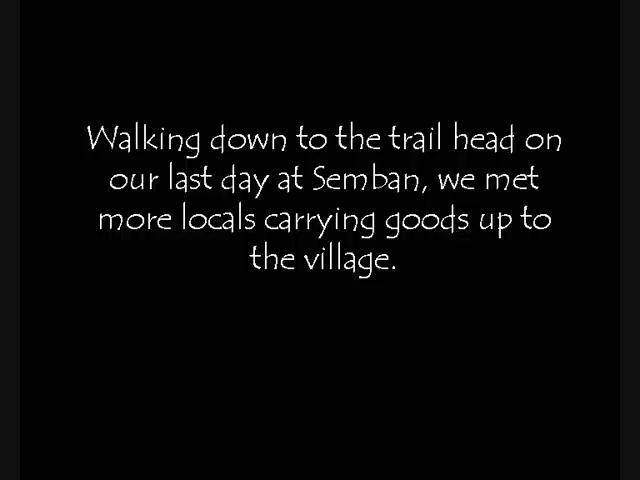 Walking down to the trail head on
our last day at Semban, we met
more locals carrying goods up to
the village.